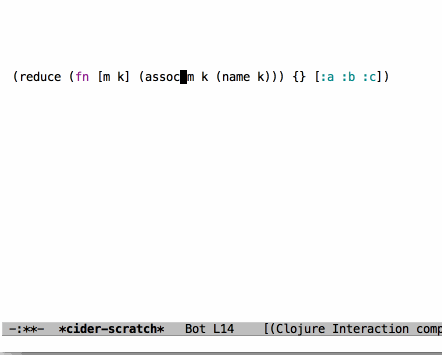 (reduce (fn [m k] (assoc m k (name k))) {} [:a :b :c])
-:**-  *cider-scratch*   Bot L14    [(Clojure Interaction comp